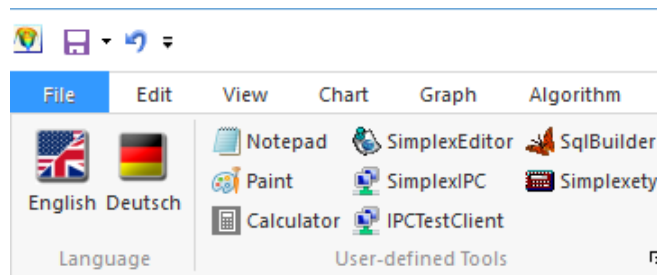 File Edit View Chart Graph Algorithm
Notepad SimplexEditor SqlBuilder
Paint SimplexIPC Simplexety
English Deutsch Calculator IPCTestClient
Language User-defined Tools